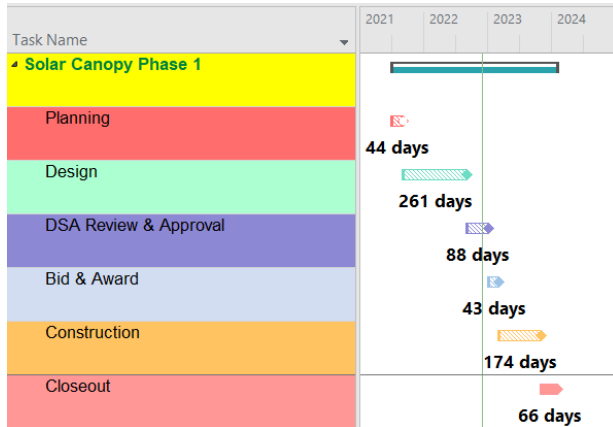 2021 2022 2023 2024
Task Name
Solar Canopy Phase 1
Planning
44 days
Design
261 days
DSA Review & Approval
88 days
Bid & Award
43 days
Construction
174 days
Closeout
66 days